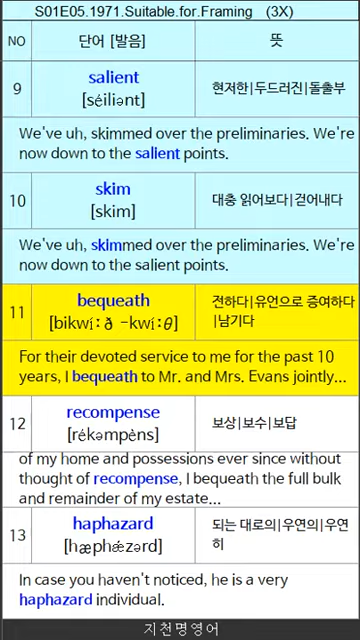 S01E05.1971.Suitable.for.Framing (3X)
NO 단어 [발음] 뜻
9 salient [séiliənt] 현저한|두드러진|돌출부
We've uh, skimmed over the preliminaries. We're
now down to the salient points.
10 skim [skim] 대충 읽어보다|걷어내다
We've uh, skimmed over the preliminaries. We're
now down to the salient points.
11 bequeath [bikwíːð -kwíːθ] 전하다|유언으로 증여하다
|남기다
For their devoted service to me for the past 10
years, I bequeath to Mr. and Mrs. Evans jointly...
12 recompense [rékəmpèns] 보상|보수|보답
of my home and possessions ever since without
thought of recompense, I bequeath the full bulk
and remainder of my estate...
13 haphazard [hæphǽzərd] 되는 대로의|우연의|우연
히
In case you haven't noticed, he is a very
haphazard individual.
지천명영어